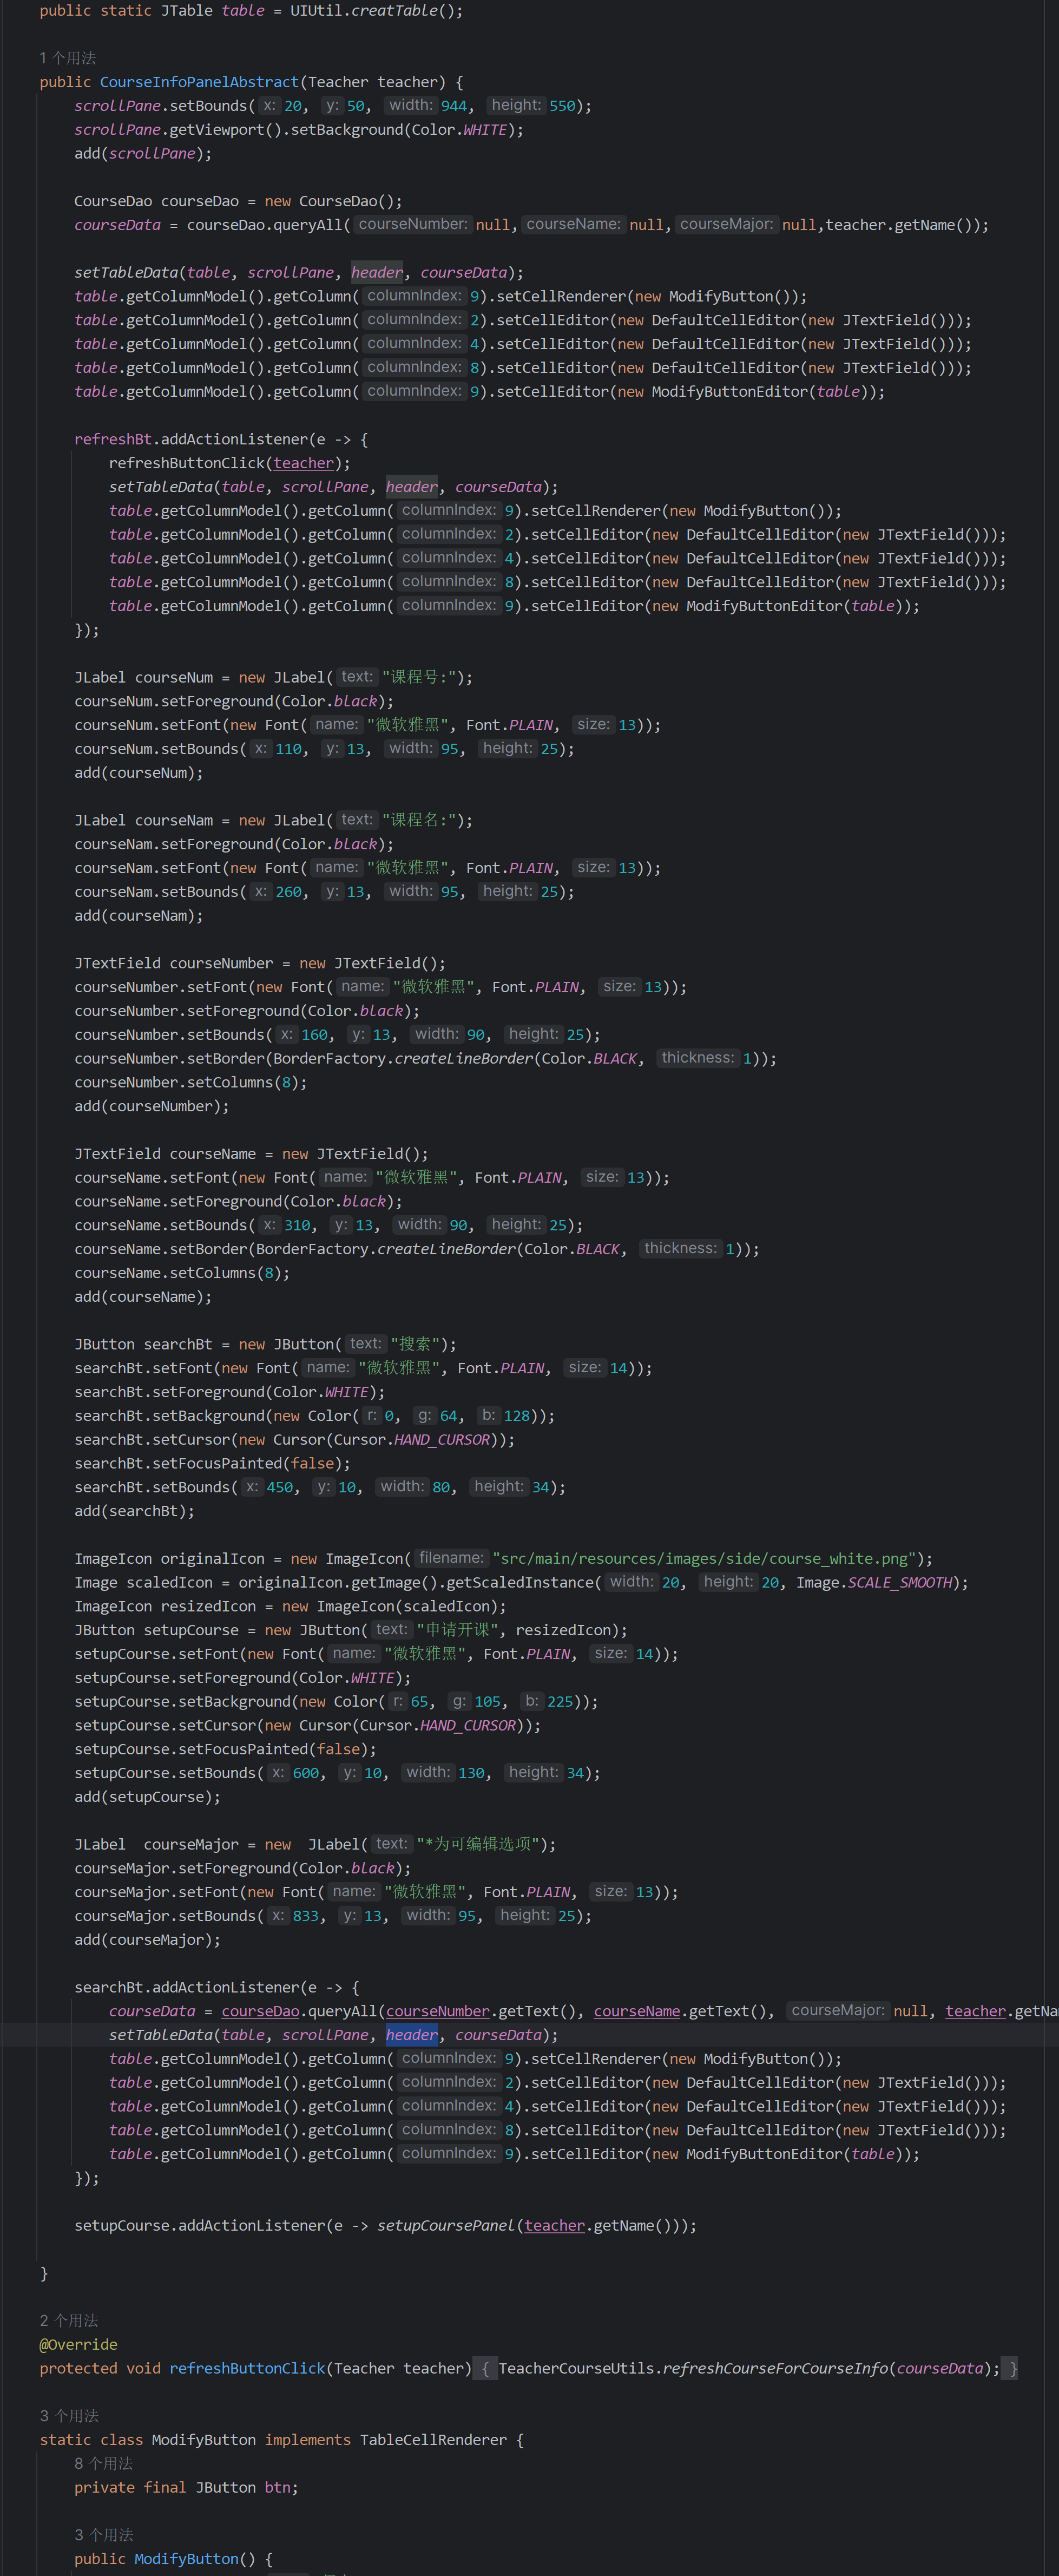 public static JTable table = UIUtil.creatTable();
1 个用法
public CourseInfoPanelAbstract(Teacher teacher) {
scrollPane.setBounds( x: 20, y: 50, width: 944, height: 550);
scrollPane.getViewport().setBackground(Color.WHITE);
add(scrollPane);
CourseDao courseDao = new CourseDao();
courseData = courseDao.queryAll( courseNumber: null, courseName: null, courseMajor: null,teacher.getName());
setTableData(table, scrollPane, header, courseData);
table.getColumnModel().getColumn( columnIndex: 9).setCellRenderer(new ModifyButton());
table.getColumnModel().getColumn( columnIndex: 2).setCellEditor(new DefaultCellEditor(new JTextField()));
table.getColumnModel().getColumn( columnIndex: 4).setCellEditor(new DefaultCellEditor(new JTextField()));
table.getColumnModel().getColumn( columnIndex: 8).setCellEditor(new DefaultCellEditor(new JTextField()));
table.getColumnModel().getColumn( columnIndex: 9).setCellEditor(new ModifyButtonEditor(table));
refreshBt.addActionListener(e -> {
refreshButtonClick(teacher);
setTableData(table, scrollPane, header, courseData);
table.getColumnModel().getColumn( columnIndex: 9).setCellRenderer(new ModifyButton());
table.getColumnModel().getColumn( columnIndex: 2).setCellEditor(new DefaultCellEditor(new JTextField()));
table.getColumnModel().getColumn( columnIndex: 4).setCellEditor(new DefaultCellEditor(new JTextField()));
table.getColumnModel().getColumn( columnIndex: 8).setCellEditor(new DefaultCellEditor(new JTextField()));
table.getColumnModel().getColumn( columnIndex: 9).setCellEditor(new ModifyButtonEditor(table));
});
JLabel courseNum = new JLabel( text: "课程号:");
courseNum.setForeground(Color.black);
courseNum.setFont(new Font( name: "微软雅黑", Font.PLAIN, size: 13));
courseNum.setBounds( x: 110, y: 13, width: 95, height: 25);
add(courseNum);
JLabel courseNam = new JLabel( text: "课程名:");
courseNam.setForeground(Color.black);
courseNam.setFont(new Font( name: "微软雅黑", Font.PLAIN, size: 13));
courseNam.setBounds( x: 260, y: 13, width: 95, height: 25);
add(courseNam);
JTextField courseNumber = new JTextField();
courseNumber.setFont(new Font( name: "微软雅黑", Font.PLAIN, size: 13));
courseNumber.setForeground(Color.black);
courseNumber.setBounds( x: 160, y: 13, width: 90, height: 25);
courseNumber.setBorder(BorderFactory.createLineBorder(Color.BLACK, thickness: 1));
courseNumber.setColumns(8);
add(courseNumber);
JTextField courseName = new JTextField();
courseName.setFont(new Font( name: "微软雅黑", Font.PLAIN, size: 13));
courseName.setForeground(Color.black);
courseName.setBounds( x: 310, y: 13, width: 90, height: 25);
courseName.setBorder(BorderFactory.createLineBorder(Color.BLACK, thickness: 1));
courseName.setColumns(8);
add(courseName);
JButton searchBt = new JButton( text: "搜索");
searchBt.setFont(new Font( name: "微软雅黑", Font.PLAIN, size: 14));
searchBt.setForeground(Color.WHITE);
searchBt.setBackground(new Color( r: 0, g: 64, b: 128));
searchBt.setCursor(new Cursor(Cursor.HAND_CURSOR));
searchBt.setFocusPainted(false);
searchBt.setBounds( x: 450, y: 10, width: 80, height: 34);
add(searchBt);
ImageIcon originalIcon = new ImageIcon( filename: "src/main/resources/images/side/course_white.png");
Image scaledIcon = originalIcon.getImage().getScaledInstance( width: 20, height: 20, Image.SCALE_SMOOTH);
ImageIcon resizedIcon = new ImageIcon(scaledIcon);
JButton setupCourse = new JButton( text: "申请开课", resizedIcon);
setupCourse.setFont(new Font( name: "微软雅黑", Font.PLAIN, size: 14));
setupCourse.setForeground(Color.WHITE);
setupCourse.setBackground(new Color( r: 65, g: 105, b: 225));
setupCourse.setCursor(new Cursor(Cursor.HAND_CURSOR));
setupCourse.setFocusPainted(false);
setupCourse.setBounds( x: 600, y: 10, width: 130, height: 34);
add(setupCourse);
JLabel  courseMajor = new  JLabel( text: "*为可编辑选项");
courseMajor.setForeground(Color.black);
courseMajor.setFont(new Font( name: "微软雅黑", Font.PLAIN, size: 13));
courseMajor.setBounds( x: 833, y: 13, width: 95, height: 25);
add(courseMajor);
searchBt.addActionListener(e -> {
courseData = courseDao.queryAll(courseNumber.getText(), courseName.getText(), courseMajor: null, teacher.getNa
setTableData(table, scrollPane, header, courseData);
table.getColumnModel().getColumn( columnIndex: 9).setCellRenderer(new ModifyButton());
table.getColumnModel().getColumn( columnIndex: 2).setCellEditor(new DefaultCellEditor(new JTextField()));
table.getColumnModel().getColumn( columnIndex: 4).setCellEditor(new DefaultCellEditor(new JTextField()));
table.getColumnModel().getColumn( columnIndex: 8).setCellEditor(new DefaultCellEditor(new JTextField()));
table.getColumnModel().getColumn( columnIndex: 9).setCellEditor(new ModifyButtonEditor(table));
});
setupCourse.addActionListener(e -> setupCoursePanel(teacher.getName()));
}
2 个用法
@Override
protected void refreshButtonClick(Teacher teacher) { TeacherCourseUtils.refreshCourseForCourseInfo(courseData); }
3 个用法
static class ModifyButton implements TableCellRenderer {
8 个用法
private final JButton btn;
3 个用法
public ModifyButton() {